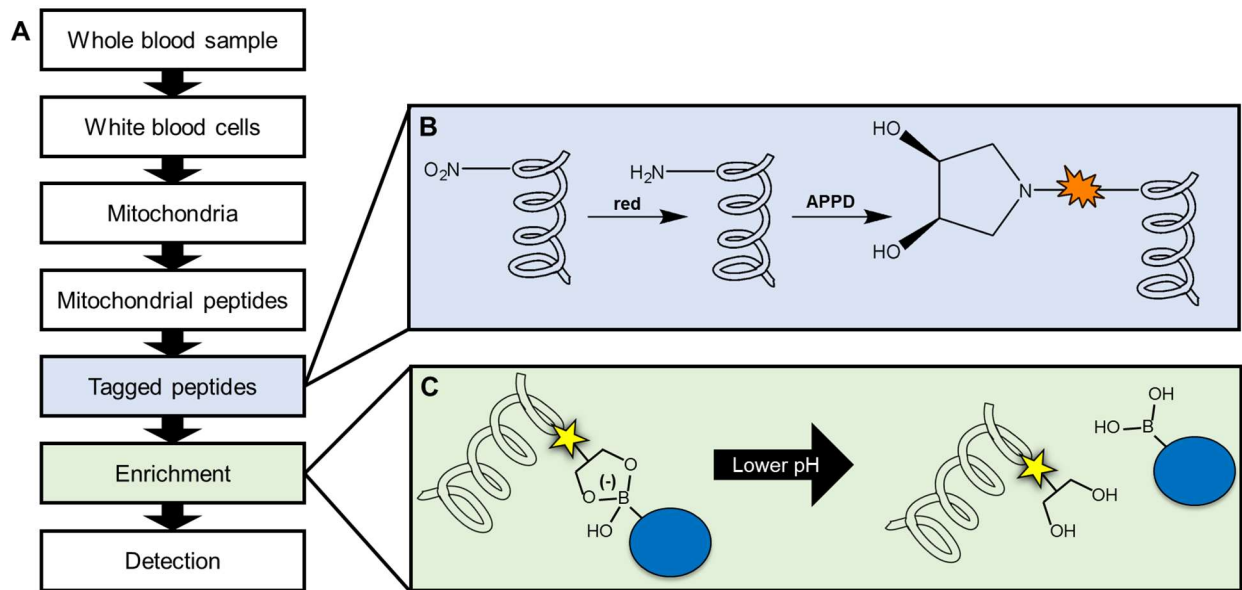 A
Whole blood sample
White blood cells
Mitochondria
Mitochondrial peptides
Tagged peptides
Enrichment
Detection
B
O₂N
red
H₂N
APPD
HO
N
HO
C
O
(-)
O
B
HO
Lower pH
OH
OH
OH
HO
B